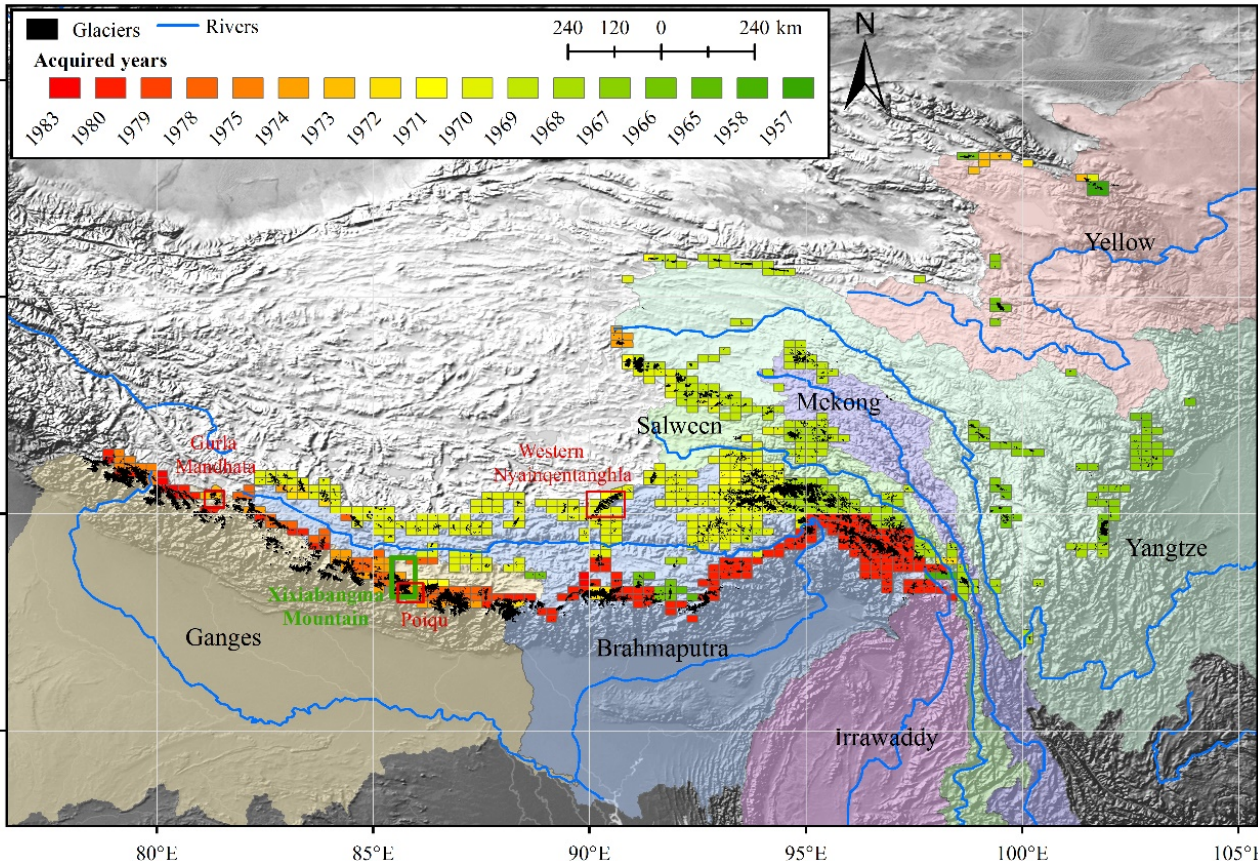 Glaciers
Rivers
240 120 0 240 km
Acquired years
1983 1980 1979 1978 1975 1974 1973 1972 1971 1970 1969 1968 1967 1966 1965 1958 1957
N
Yellow
Mekong
Salween
Gurla
Mandhata
Western
Nyainqentanghla
Yangtze
Xixiabangma
Mountain
Poiqu
Ganges
Brahmaputra
Irrawaddy
80°E 85°E 90°E 95°E 100°E 105°E